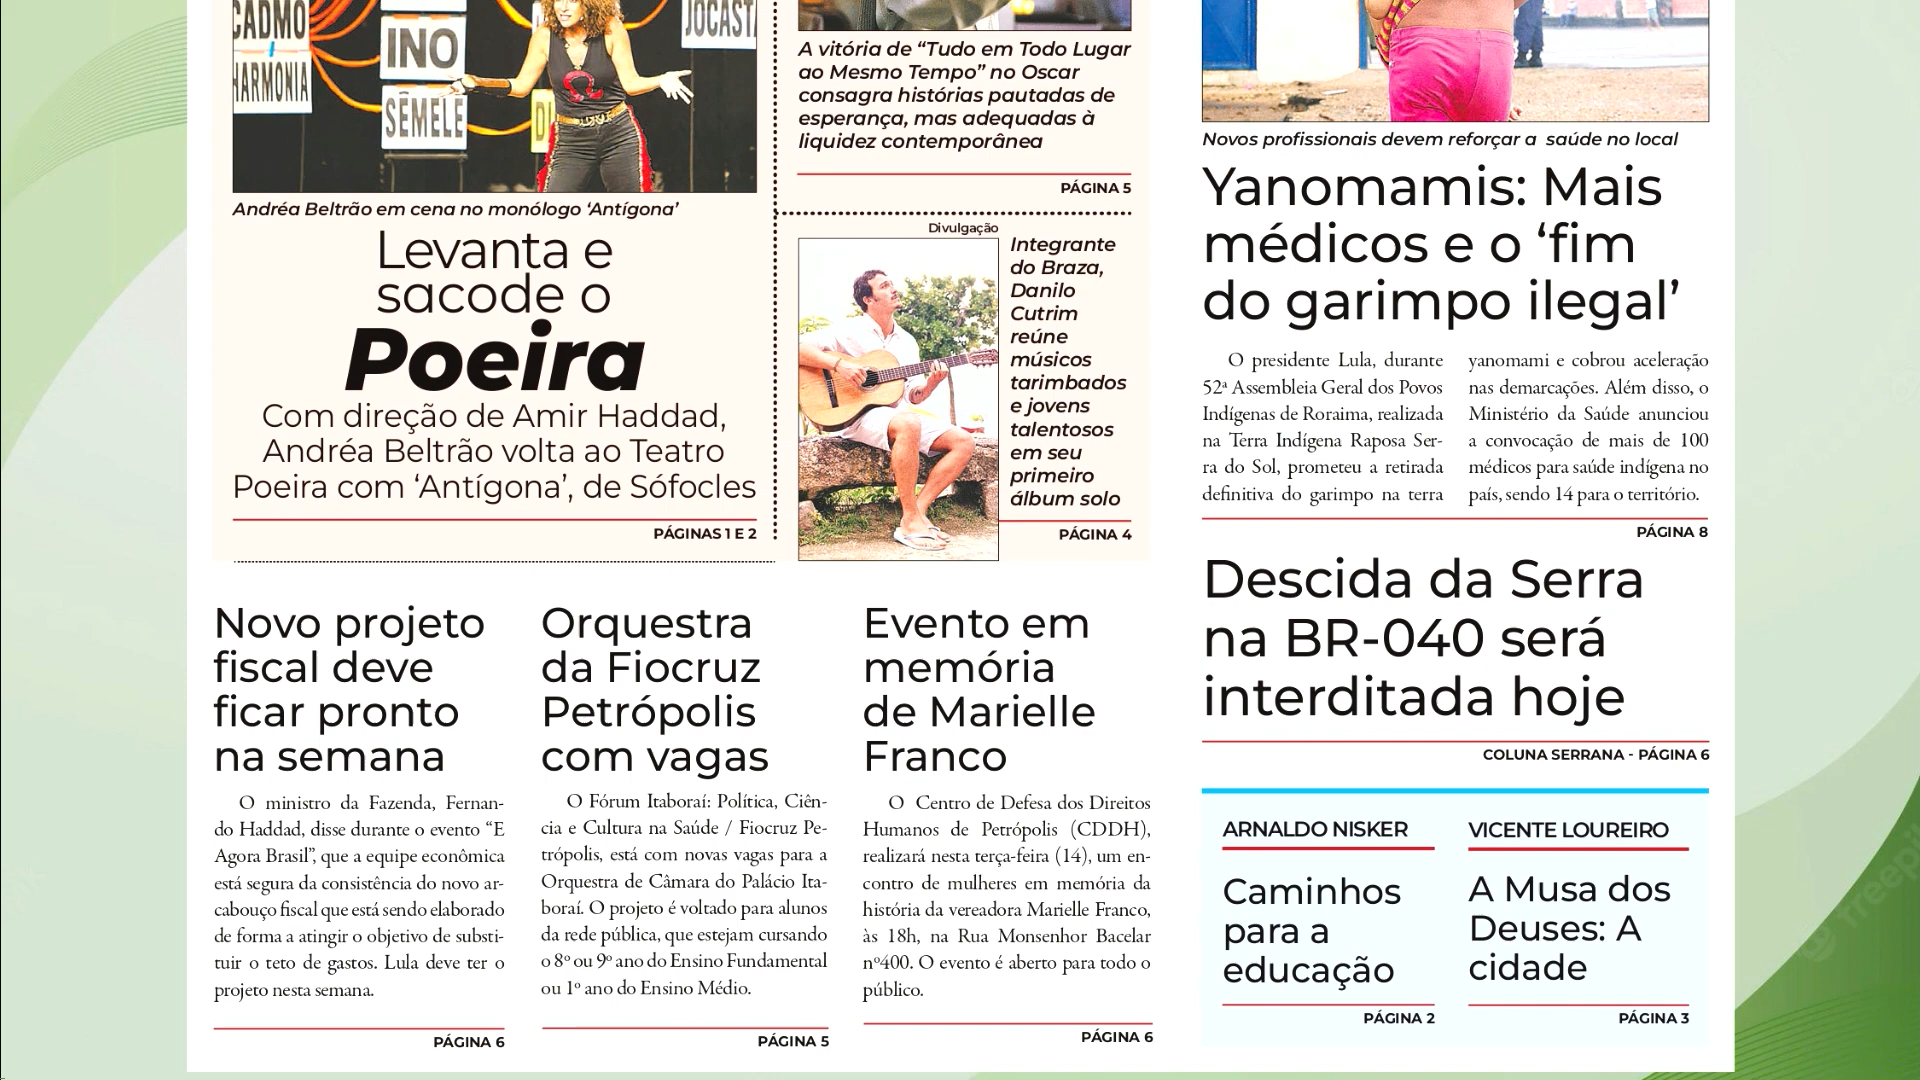 CADMO
HARMONIA
INO
SÊMELE
JOCASTA
Andréa Beltrão em cena no monólogo ‘Antígona’
Levanta e
sacode o
Poeira
Com direção de Amir Haddad,
Andréa Beltrão volta ao Teatro
Poeira com ‘Antígona’, de Sófocles
PÁGINAS 1 E 2
A vitória de “Tudo em Todo Lugar
ao Mesmo Tempo” no Oscar
consagra histórias pautadas de
esperança, mas adequadas à
liquidez contemporânea
PÁGINA 5
Divulgação
Integrante
do Braza,
Danilo
Cutrim
reúne
músicos
tarimbados
e jovens
talentosos
em seu
primeiro
álbum solo
PÁGINA 4
Novos profissionais devem reforçar a saúde no local
Yanomamis: Mais
médicos e o ‘fim
do garimpo ilegal’
O presidente Lula, durante
52ª Assembleia Geral dos Povos
Indígenas de Roraima, realizada
na Terra Indígena Raposa Ser-
ra do Sol, prometeu a retirada
definitiva do garimpo na terra
yanomami e cobrou aceleração
nas demarcações. Além disso, o
Ministério da Saúde anunciou
a convocação de mais de 100
médicos para saúde indígena no
país, sendo 14 para o território.
PÁGINA 8
Descida da Serra
na BR-040 será
interditada hoje
COLUNA SERRANA - PÁGINA 6
Novo projeto
fiscal deve
ficar pronto
na semana
O ministro da Fazenda, Fernan-
do Haddad, disse durante o evento “E
Agora Brasil”, que a equipe econômica
está segura da consistência do novo ar-
cabouço fiscal que está sendo elaborado
de forma a atingir o objetivo de substi-
tuir o teto de gastos. Lula deve ter o
projeto nesta semana.
PÁGINA 6
Orquestra
da Fiocruz
Petrópolis
com vagas
O Fórum Itaboraí: Política, Ciên-
cia e Cultura na Saúde / Fiocruz Pe-
trópolis, está com novas vagas para a
Orquestra de Câmara do Palácio Ita-
boraí. O projeto é voltado para alunos
da rede pública, que estejam cursando
o 8º ou 9º ano do Ensino Fundamental
ou 1º ano do Ensino Médio.
PÁGINA 5
Evento em
memória
de Marielle
Franco
O Centro de Defesa dos Direitos
Humanos de Petrópolis (CDDH),
realizará nesta terça-feira (14), um en-
contro de mulheres em memória da
história da vereadora Marielle Franco,
às 18h, na Rua Monsenhor Bacelar
nº400. O evento é aberto para todo o
público.
PÁGINA 6
ARNALDO NISKER
Caminhos
para a
educação
PÁGINA 2
VICENTE LOUREIRO
A Musa dos
Deuses: A
cidade
PÁGINA 3